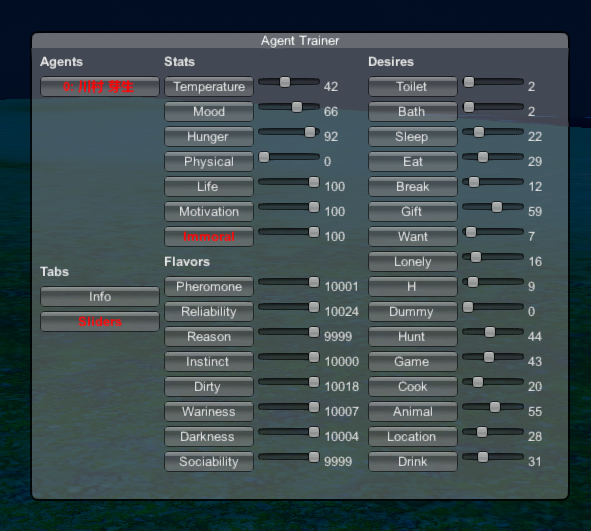 Agent Trainer
Agents
Stats
Temperature 42
Mood 66
Hunger 92
Physical 0
Life 100
Motivation 100
Immoral 100
Flavors
Pheromone 10001
Reliability 10024
Reason 9999
Instinct 10000
Dirty 10018
Wariness 10007
Darkness 10004
Sociability 9999
Desires
Toilet 2
Bath 2
Sleep 22
Eat 29
Break 12
Gift 59
Want 7
Lonely 16
H 9
Dummy 0
Hunt 44
Game 43
Cook 20
Animal 55
Location 28
Drink 31
Tabs
Info
Sliders